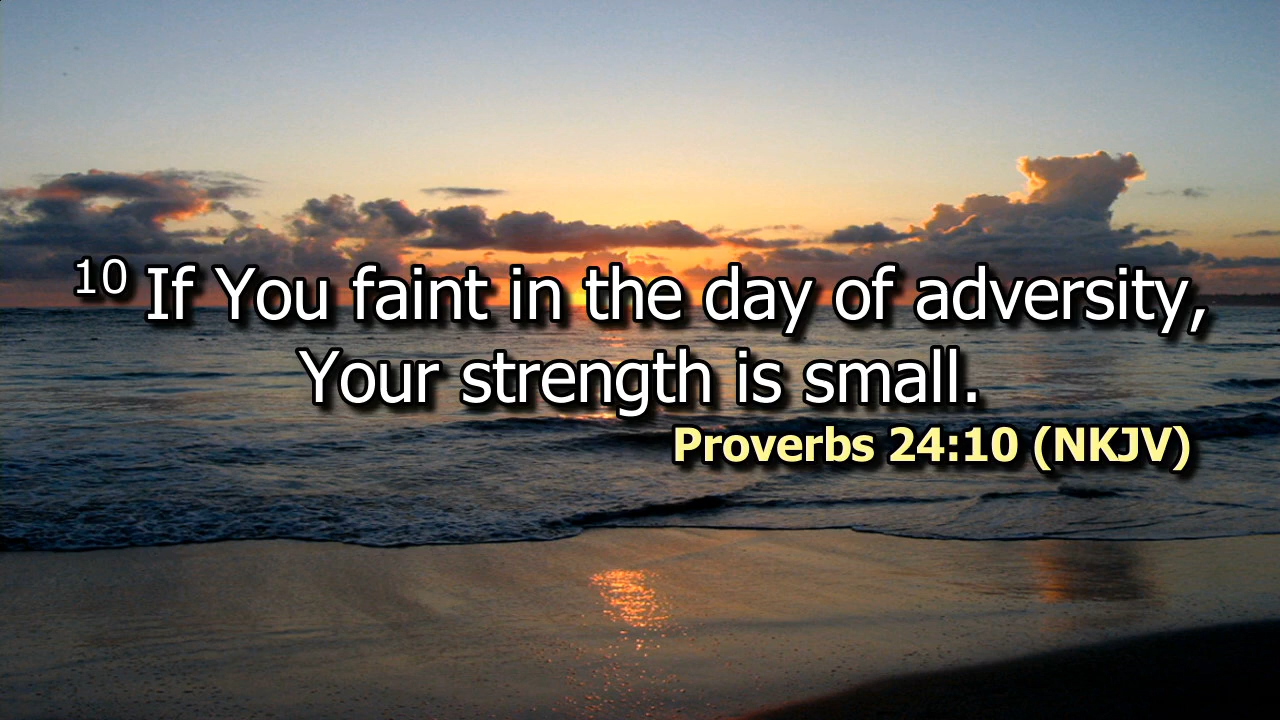 10 If You faint in the day of adversity,
Your strength is small.
Proverbs 24:10 (NKJV)